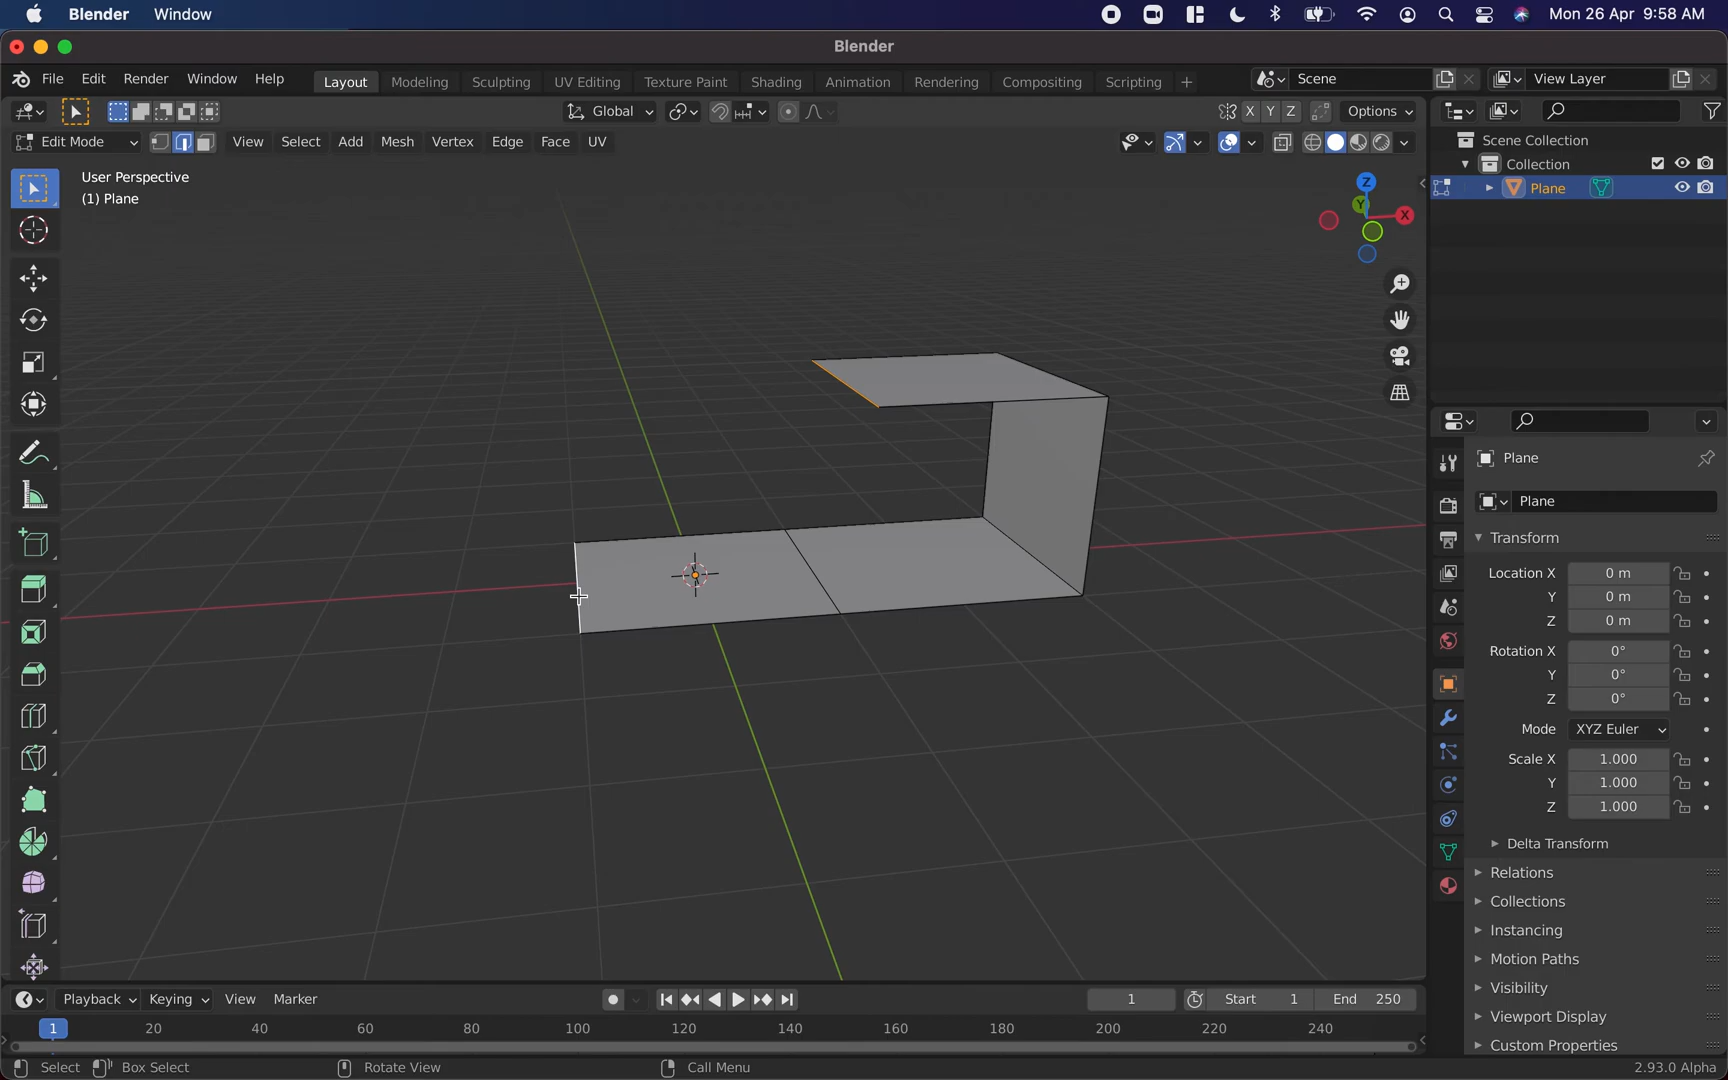 Blender Window Mon 26 Apr 9:58 AM
Blender
File Edit Render Window Help Layout Modeling Sculpting UV Editing Texture Paint Shading Animation Rendering Compositing Scripting + Scene View Layer
Global X Y Z Options
Edit Mode View Select Add Mesh Vertex Edge Face UV
Scene Collection
Collection
Plane
User Perspective
(1) Plane
Z
Y
X
Plane
Plane
Transform
Location X 0 m
Y 0 m
Z 0 m
Rotation X 0°
Y 0°
Z 0°
Mode XYZ Euler
Scale X 1.000
Y 1.000
Z 1.000
Delta Transform
Relations
Collections
Instancing
Motion Paths
Visibility
Viewport Display
Custom Properties
Playback Keying View Marker 1 Start 1 End 250
1 20 40 60 80 100 120 140 160 180 200 220 240
Select Box Select Rotate View Call Menu 2.93.0 Alpha